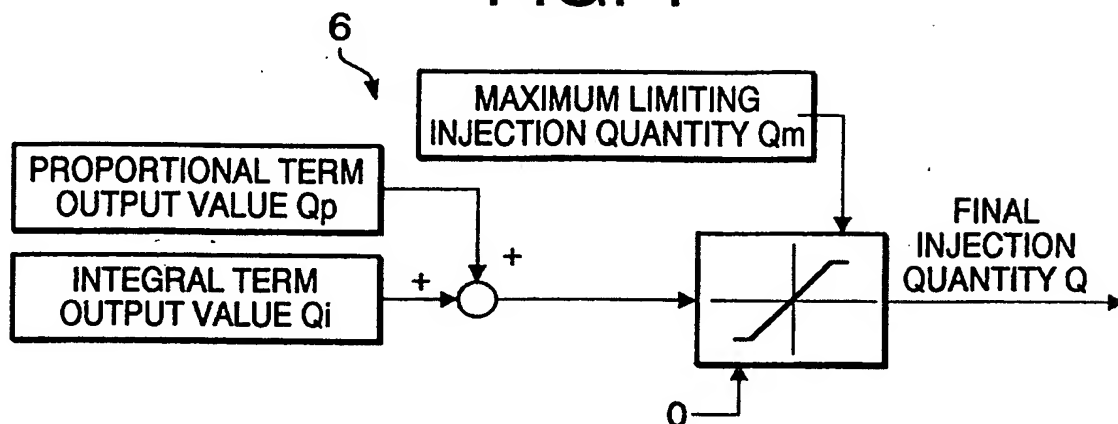 6
MAXIMUM LIMITING
INJECTION QUANTITY Qm
PROPORTIONAL TERM
OUTPUT VALUE Qp
+
INTEGRAL TERM
OUTPUT VALUE Qi
+
FINAL
INJECTION
QUANTITY Q
0